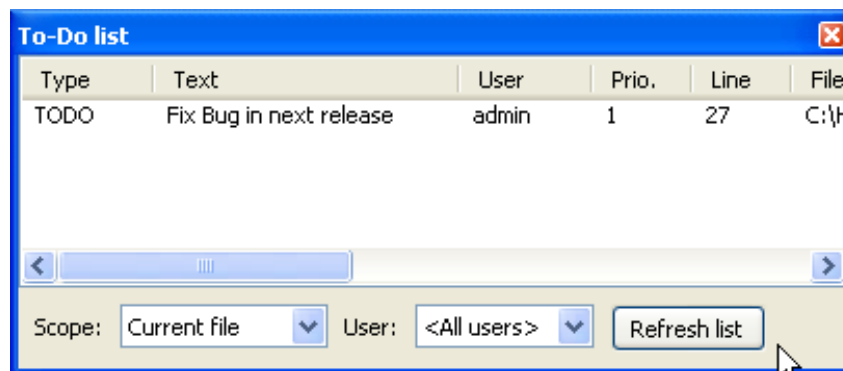 To-Do list
Type Text User Prio. Line File
TODO Fix Bug in next release admin 1 27 C:\H
Scope: Current file User: <All users> Refresh list